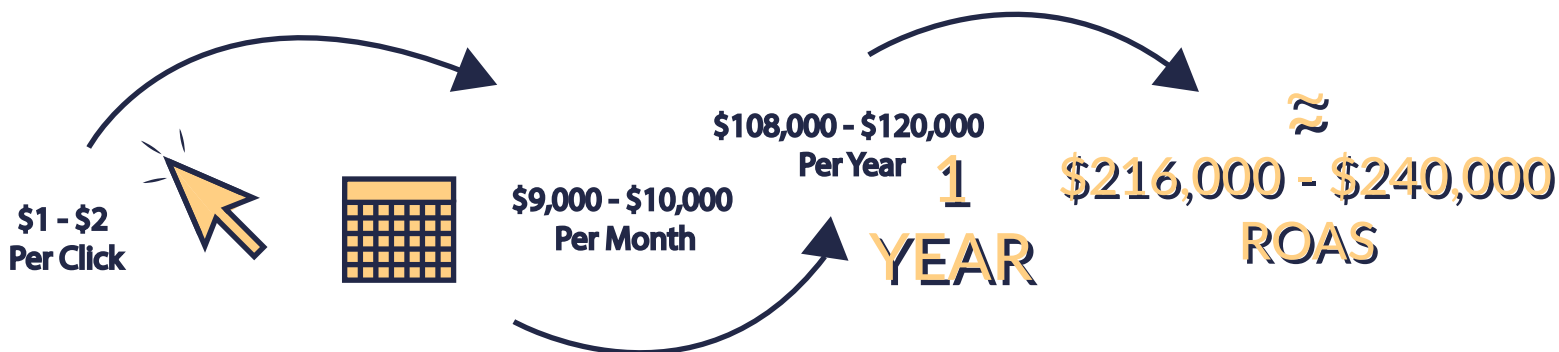 $1 - $2
Per Click
$9,000 - $10,000
Per Month
$108,000 - $120,000
Per Year
1
YEAR
≈
$216,000 - $240,000
ROAS